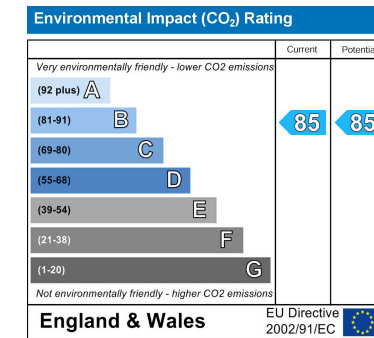 Environmental Impact (CO₂) Rating
Current Potentia
Very environmentally friendly - lower CO2 emissions
(92 plus) A
(81-91) B 85 85
(69-80) C
(55-68) D
(39-54) E
(21-38) F
(1-20) G
Not environmentally friendly - higher CO2 emissions
England & Wales
EU Directive
2002/91/EC